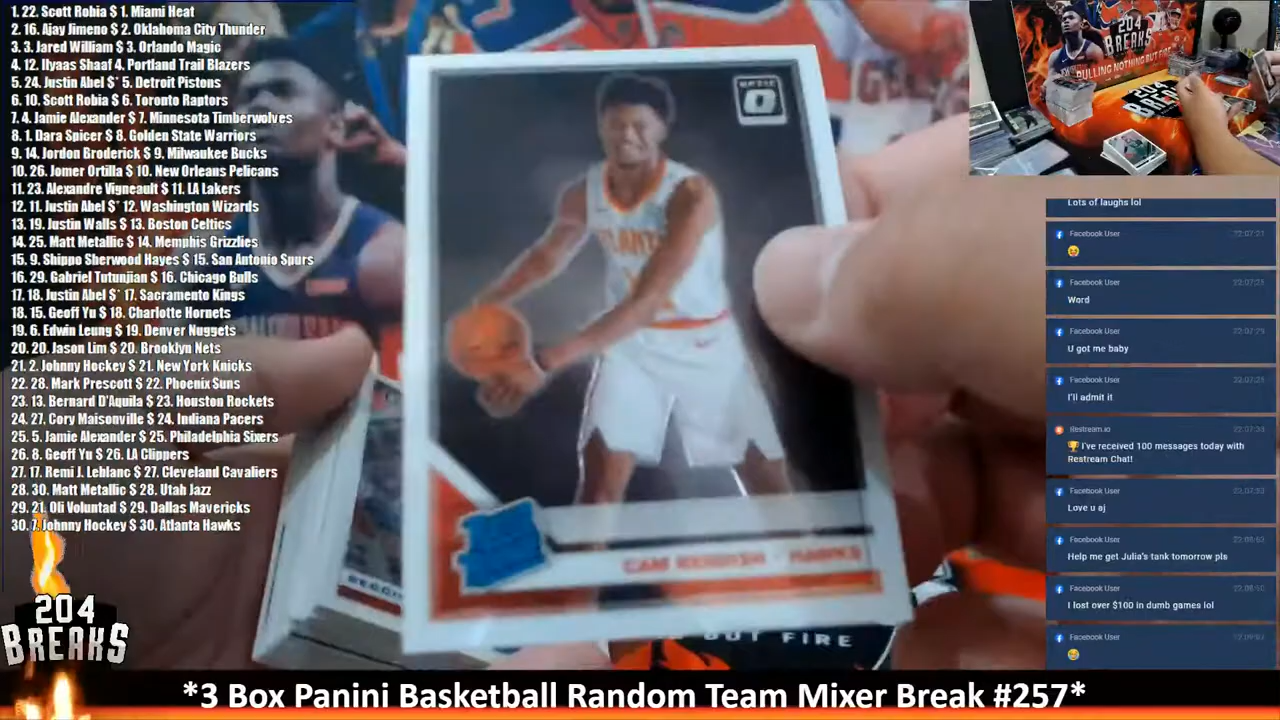 1. 22. Scott Robia $ 1. Miami Heat
2. 16. Ajay Jimeno $ 2. Oklahoma City Thunder
3. 3. Jared William $ 3. Orlando Magic
4. 12. Ilyaas Shaaf 4. Portland Trail Blazers
5. 24. Justin Abel $* 5. Detroit Pistons
6. 10. Scott Robia $ 6. Toronto Raptors
7. 4. Jamie Alexander $ 7. Minnesota Timberwolves
8. 1. Dara Spicer $ 8. Golden State Warriors
9. 14. Jordon Broderick $ 9. Milwaukee Bucks
10. 26. Jomer Ortilla $ 10. New Orleans Pelicans
11. 23. Alexandre Vigneault $ 11. LA Lakers
12. 11. Justin Abel $* 12. Washington Wizards
13. 19. Justin Walls $ 13. Boston Celtics
14. 25. Matt Metallic $ 14. Memphis Grizzlies
15. 9. Shippo Sherwood Hayes $ 15. San Antonio Spurs
16. 29. Gabriel Tutunjian $ 16. Chicago Bulls
17. 18. Justin Abel $* 17. Sacramento Kings
18. 15. Geoff Yu $ 18. Charlotte Hornets
19. 6. Edwin Leung $ 19. Denver Nuggets
20. 20. Jason Lim $ 20. Brooklyn Nets
21. 2. Johnny Hockey $ 21. New York Knicks
22. 28. Mark Prescott $ 22. Phoenix Suns
23. 13. Bernard D'Aquila $ 23. Houston Rockets
24. 27. Cory Maisonville $ 24. Indiana Pacers
25. 5. Jamie Alexander $ 25. Philadelphia Sixers
26. 8. Geoff Yu $ 26. LA Clippers
27. 17. Remi J. Leblanc $ 27. Cleveland Cavaliers
28. 30. Matt Metallic $ 28. Utah Jazz
29. 21. Oli Voluntad $ 29. Dallas Mavericks
30. 7. Johnny Hockey $ 30. Atlanta Hawks
204
BREAKS
OPTIC
ATLANTA
CAM REDDISH - HAWKS
BUT FIRE
204
BREAKS
PULLING NOTHING BUT FIRE
204
BREAKS
Lots of laughs lol
Facebook User 22:07:21
😝
Facebook User
Word
Facebook User
U got me baby
Facebook User
I'll admit it
Restream.io
🏆 I've received 100 messages today with
Restream Chat!
Facebook User
Love u aj
Facebook User
Help me get Julia's tank tomorrow pls
Facebook User
I lost over $100 in dumb games lol
Facebook User
*3 Box Panini Basketball Random Team Mixer Break #257*